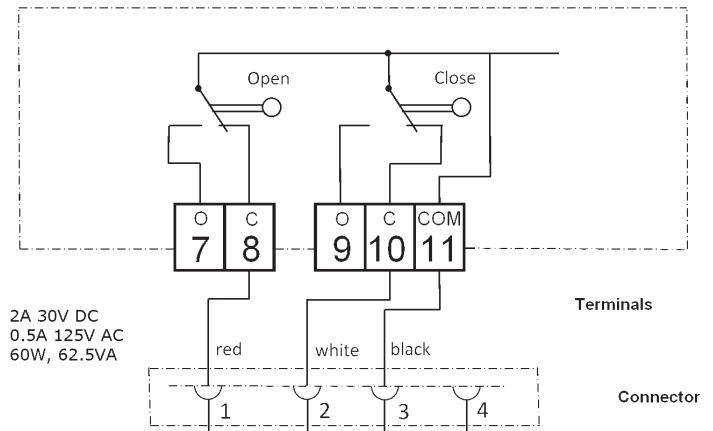 Open Close
O C O C COM
7 8 9 10 11
Terminals
2A 30V DC
0.5A 125V AC
60W, 62.5VA
red white black
Connector
1 2 3 4